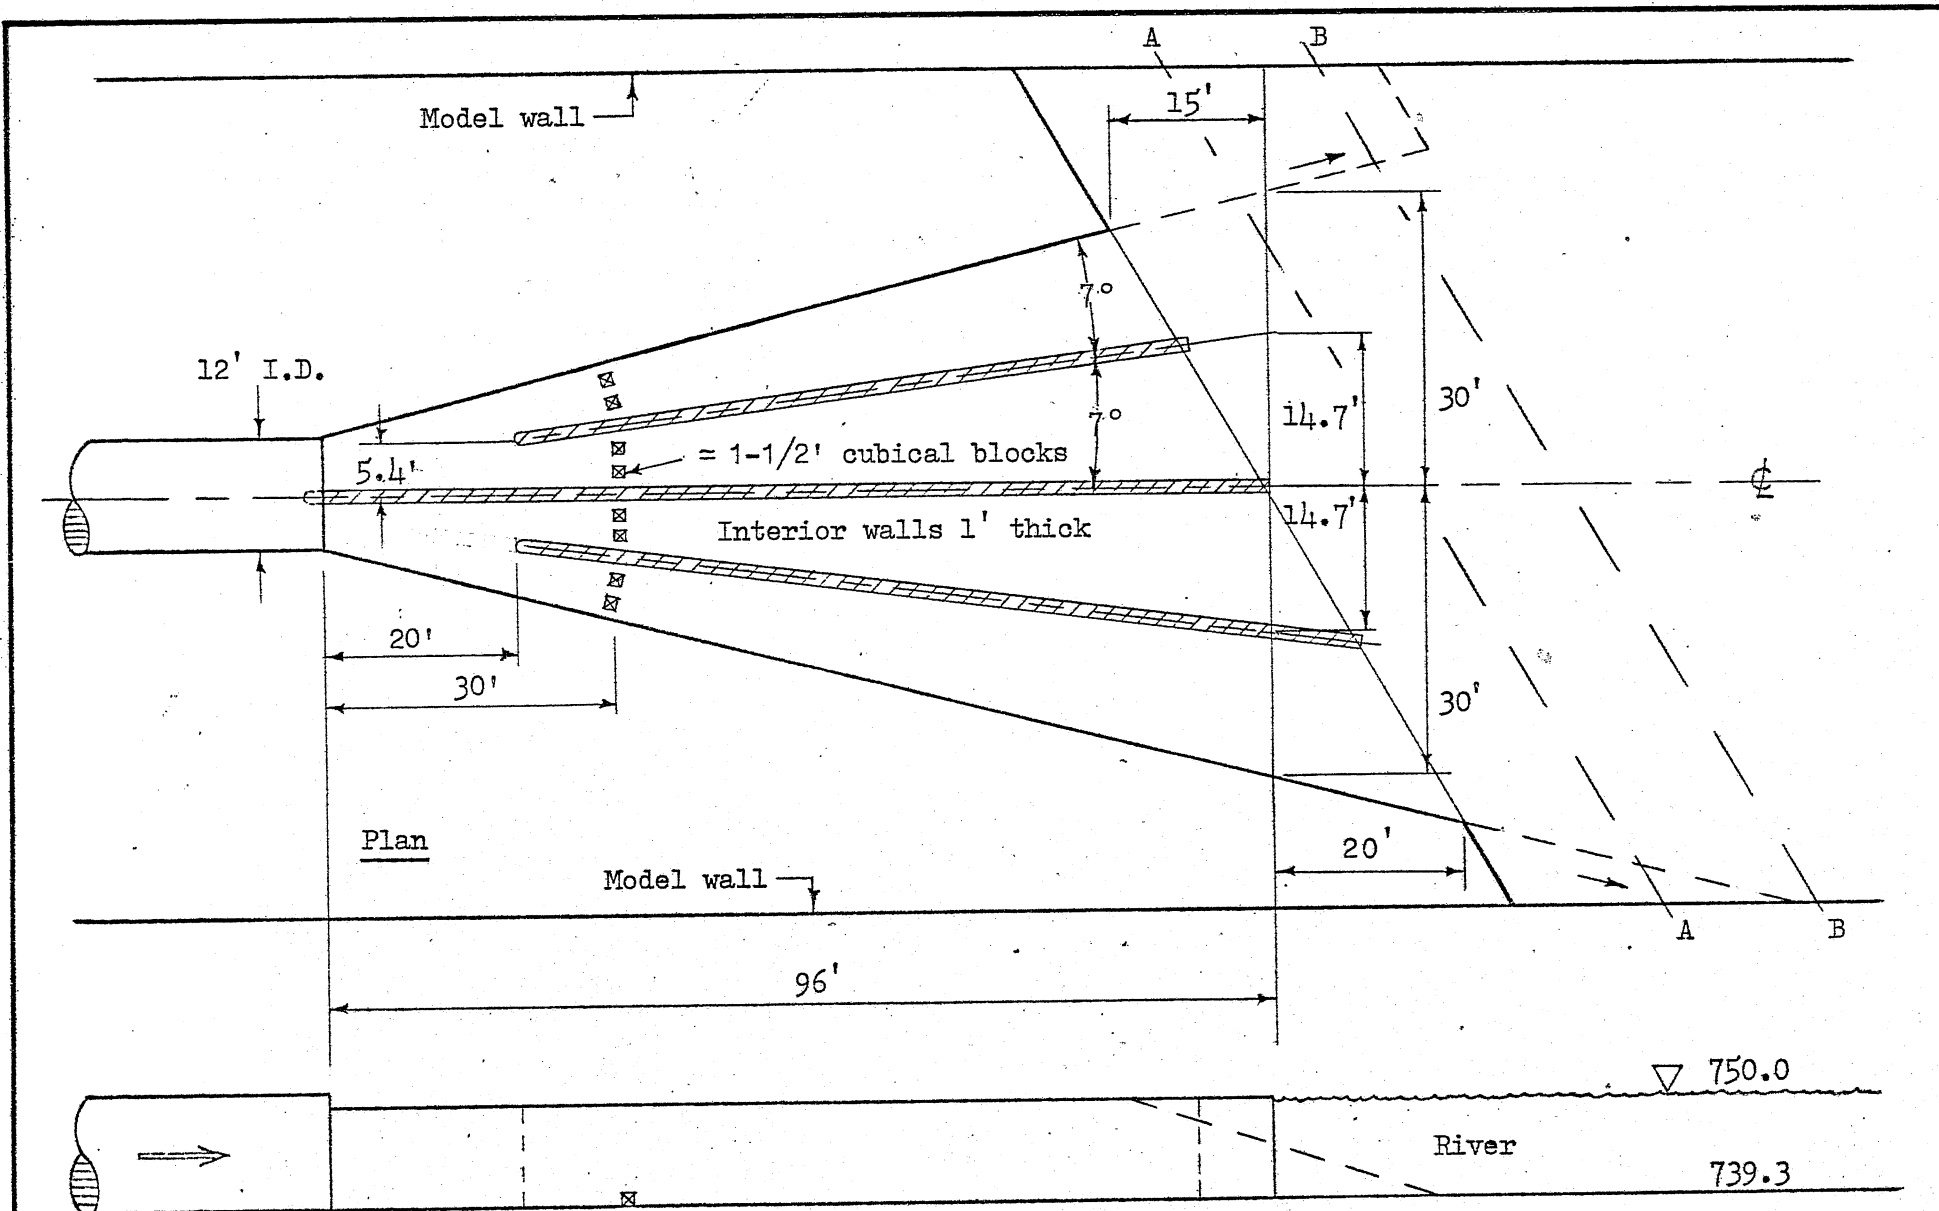 A B
15'
Model wall
7°
12' I.D.
14.7' 30'
7°
≈ 1-1/2' cubical blocks
5.4'
℄
14.7'
Interior walls 1' thick
20'
30'
30'
Plan
20'
Model wall
A B
96'
750.0
River
739.3